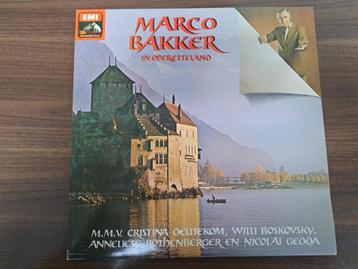 EMI
MARCO
BAKKER
IN OPERETTELAND
M.M.V. CRISTINA DEUTEKOM, WILLI BOSKOVSKY,
ANNELIESE ROTHENBERGER EN NICOLAI GEDDA